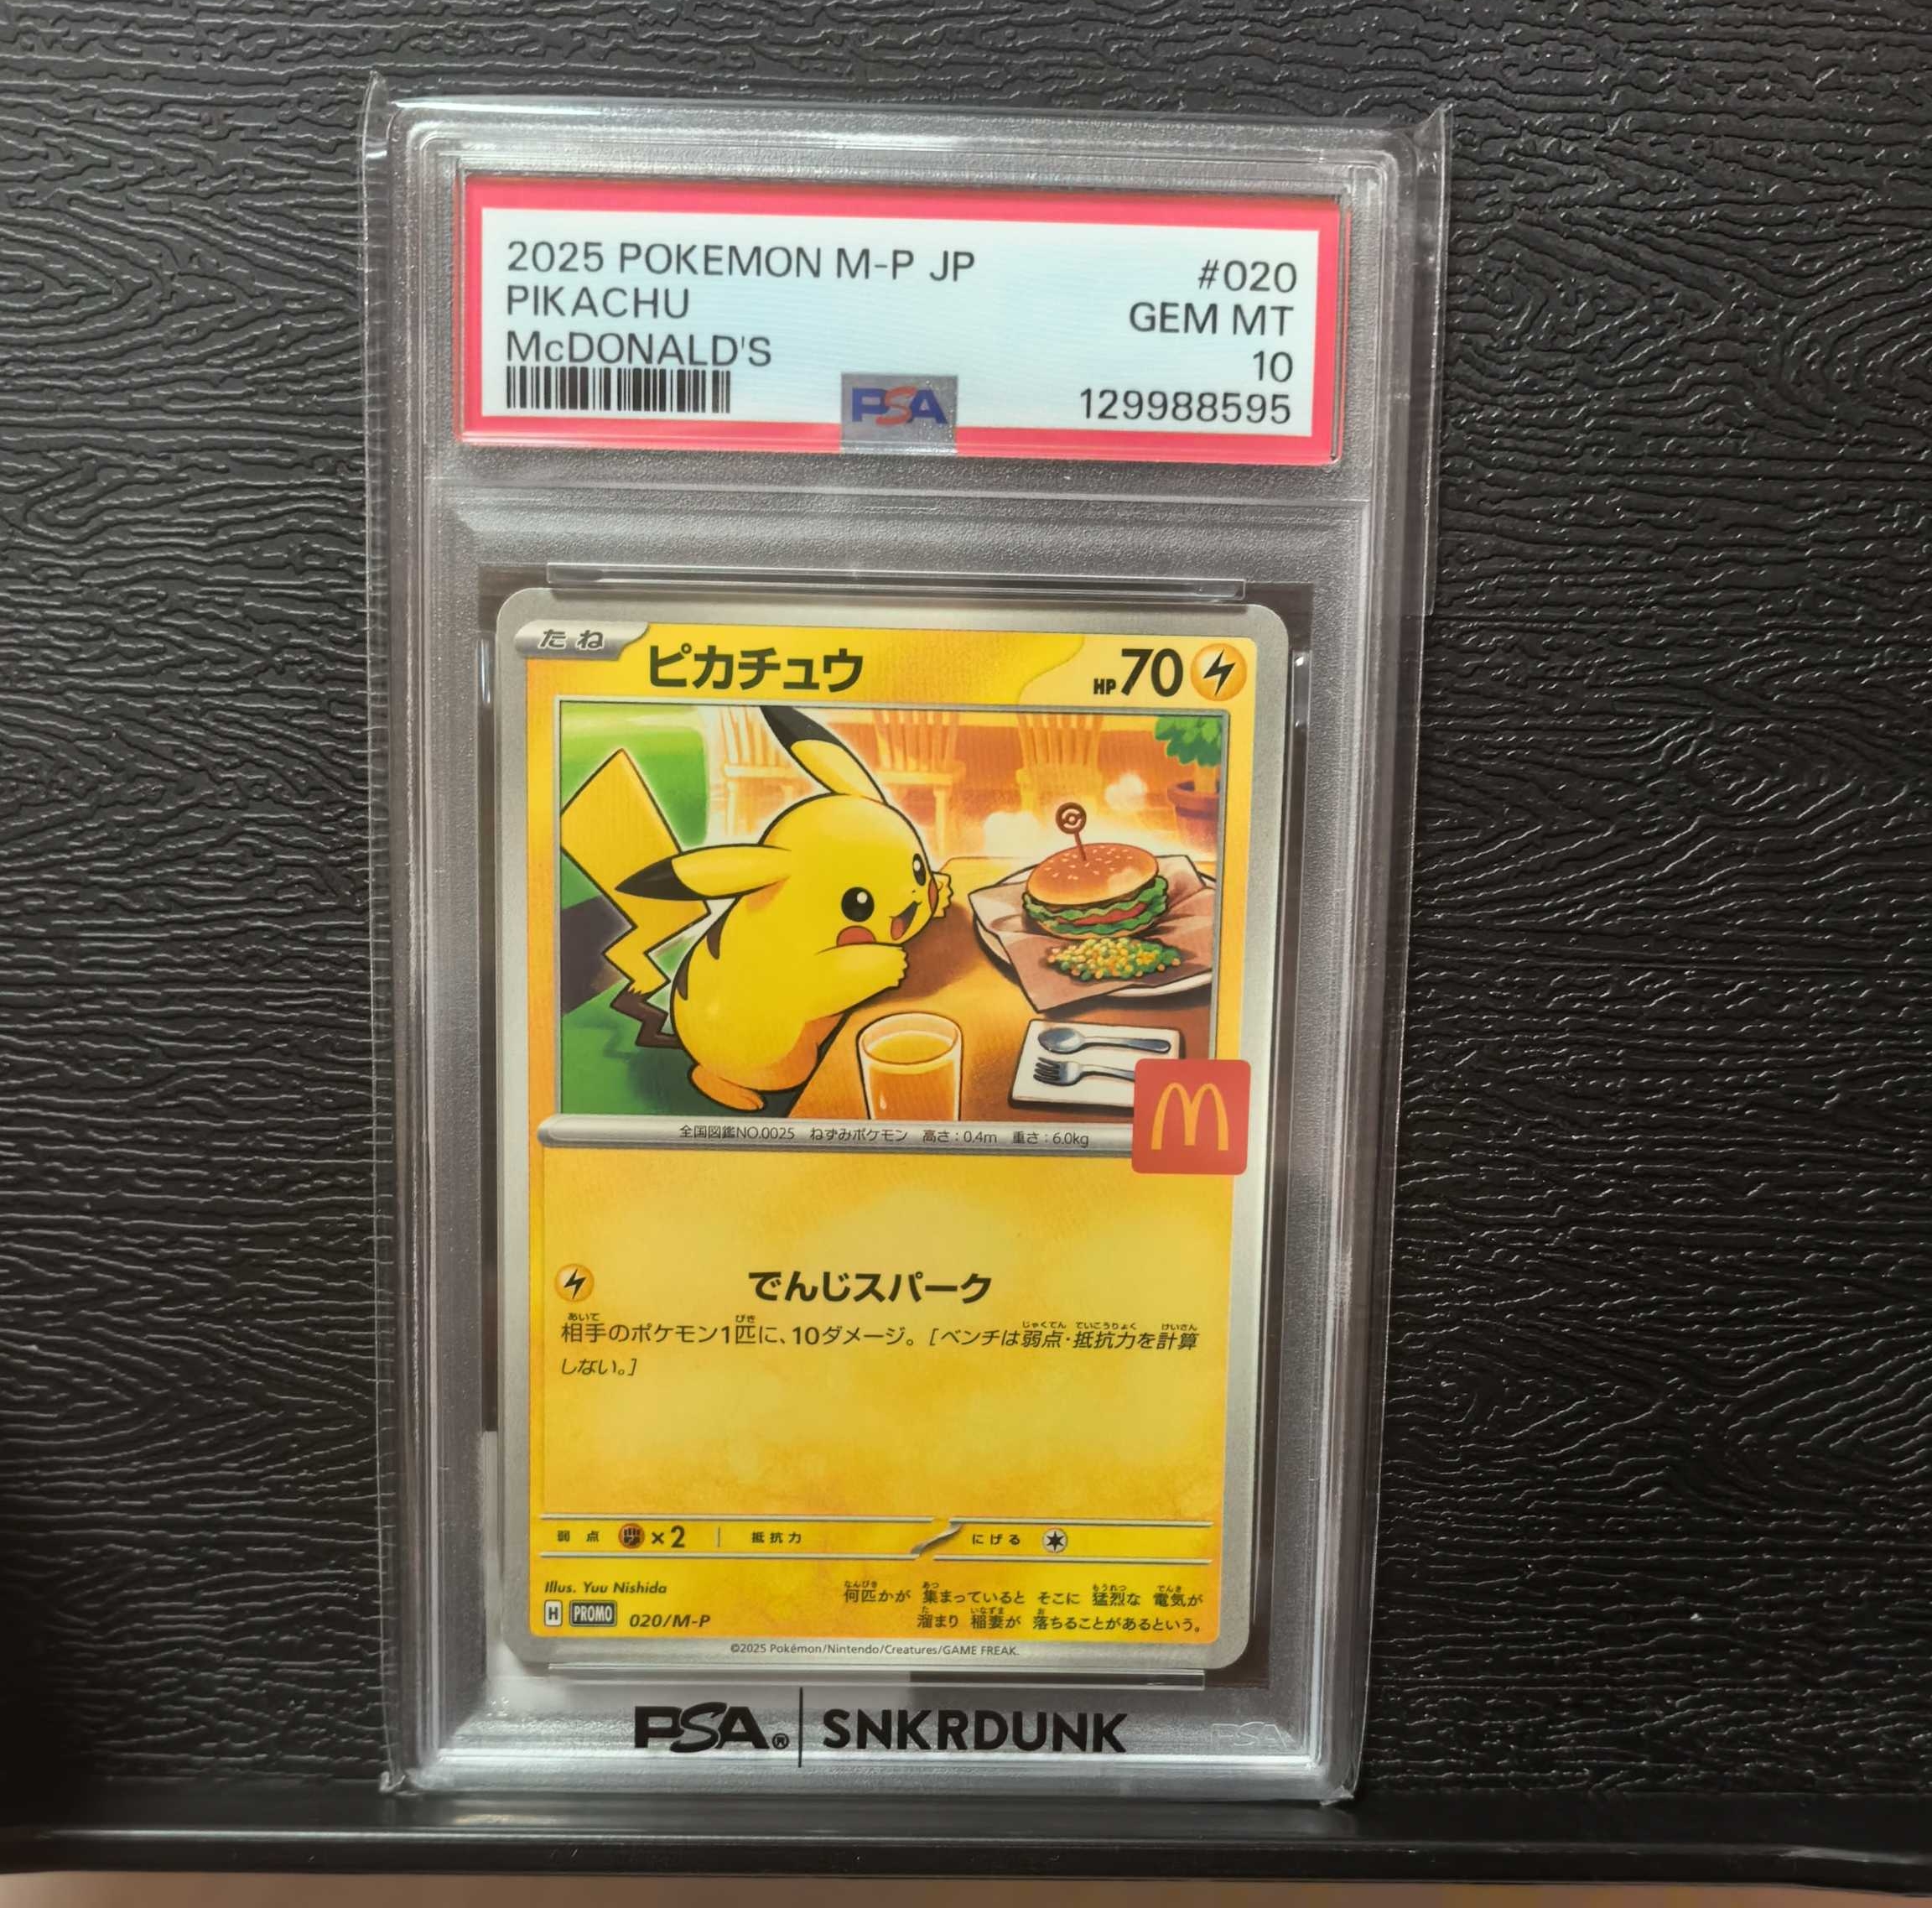 2025 POKEMON M-P JP #020
PIKACHU GEM MT
McDONALD'S 10
PSA 129988595
たね ピカチュウ HP70
全国図鑑NO.0025 ねずみポケモン 高さ:0.4m 重さ:6.0kg
でんじスパーク
相手のポケモン1匹に、10ダメージ。[ベンチは弱点・抵抗力を計算
しない。]
弱点 ×2 抵抗力 にげる
Illus. Yuu Nishida
H PROMO 020/M-P
何匹かが 集まっていると そこに 猛烈な 電気が
溜まり 稲妻が 落ちることがあるという。
©2025 Pokémon/Nintendo/Creatures/GAME FREAK.
PSA® SNKRDUNK
PSA